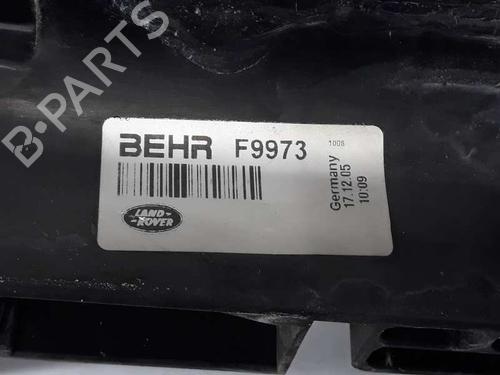 BEHR F9973
1008
Germany
17.12.05
10:09
LAND-
ROVER
B-PARTS